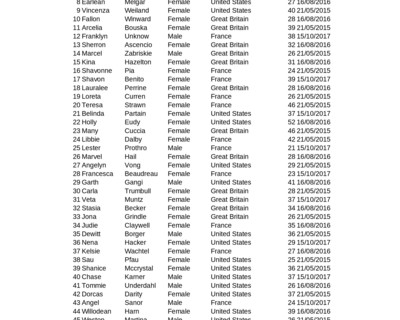 8 Earlean Melgar Female United States 27 16/08/2016
9 Vincenza Weiland Female United States 40 21/05/2015
10 Fallon Winward Female Great Britain 28 16/08/2016
11 Arcelia Bouska Female Great Britain 39 21/05/2015
12 Franklyn Unknow Male France 38 15/10/2017
13 Sherron Ascencio Female Great Britain 32 16/08/2016
14 Marcel Zabriskie Male Great Britain 26 21/05/2015
15 Kina Hazelton Female Great Britain 31 16/08/2016
16 Shavonne Pia Female France 24 21/05/2015
17 Shavon Benito Female France 39 15/10/2017
18 Lauralee Perrine Female Great Britain 28 16/08/2016
19 Loreta Curren Female France 26 21/05/2015
20 Teresa Strawn Female France 46 21/05/2015
21 Belinda Partain Female United States 37 15/10/2017
22 Holly Eudy Female United States 52 16/08/2016
23 Many Cuccia Female Great Britain 46 21/05/2015
24 Libbie Dalby Female France 42 21/05/2015
25 Lester Prothro Male France 21 15/10/2017
26 Marvel Hail Female Great Britain 28 16/08/2016
27 Angelyn Vong Female United States 29 21/05/2015
28 Francesca Beaudreau Female France 23 15/10/2017
29 Garth Gangi Male United States 41 16/08/2016
30 Carla Trumbull Female Great Britain 28 21/05/2015
31 Veta Muntz Female Great Britain 37 15/10/2017
32 Stasia Becker Female Great Britain 34 16/08/2016
33 Jona Grindle Female Great Britain 26 21/05/2015
34 Judie Claywell Female France 35 16/08/2016
35 Dewitt Borger Male United States 36 21/05/2015
36 Nena Hacker Female United States 29 15/10/2017
37 Kelsie Wachtel Female France 27 16/08/2016
38 Sau Pfau Female United States 25 21/05/2015
39 Shanice Mccrystal Female United States 36 21/05/2015
40 Chase Karner Male United States 37 15/10/2017
41 Tommie Underdahl Male United States 26 16/08/2016
42 Dorcas Darity Female United States 37 21/05/2015
43 Angel Sanor Male France 24 15/10/2017
44 Willodean Harn Female United States 39 16/08/2016
45 Weston Martina Male United States 26 21/05/2015